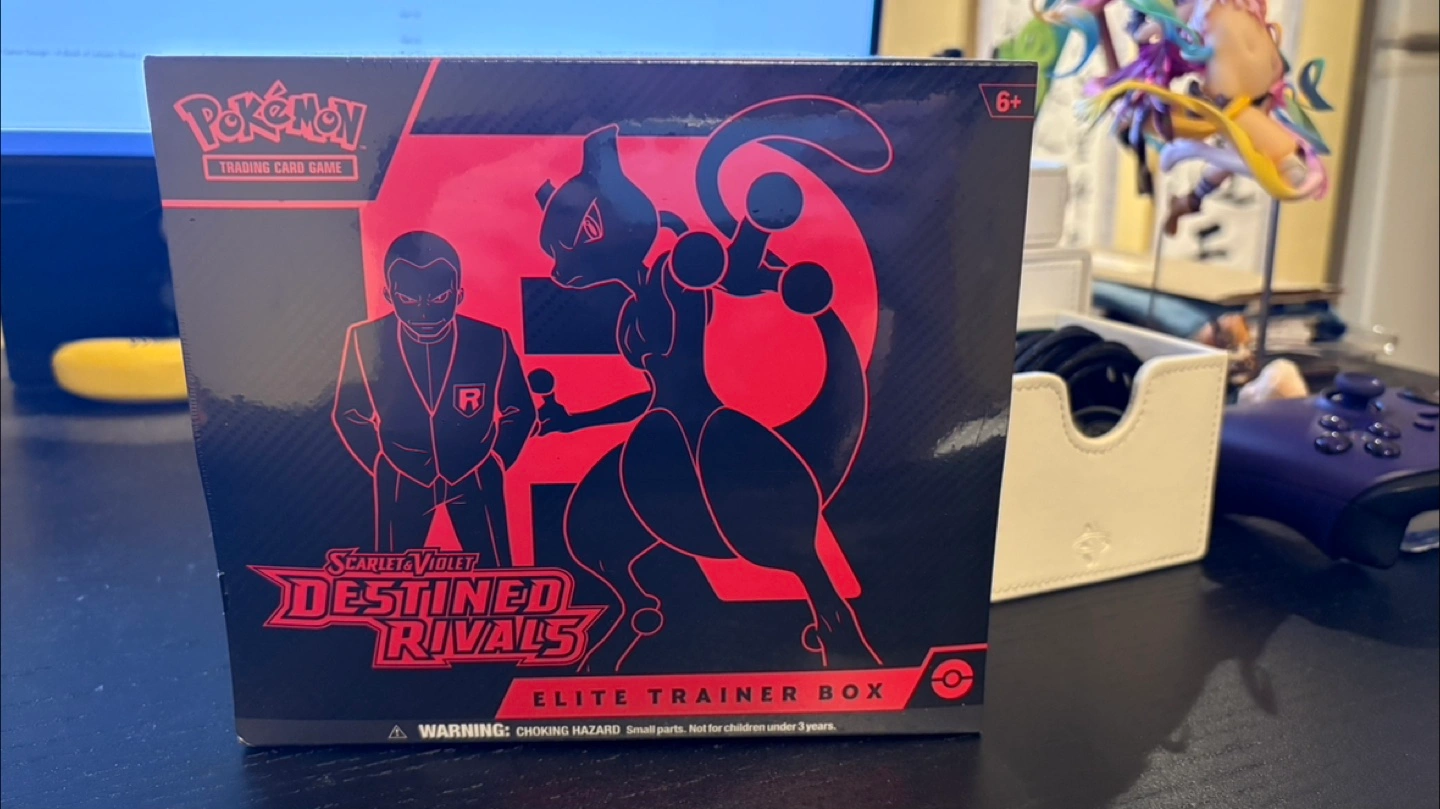 POKéMON
TRADING CARD GAME
6+
R
SCARLET & VIOLET
DESTINED
RIVALS
ELITE TRAINER BOX
WARNING: CHOKING HAZARD Small parts. Not for children under 3 years.